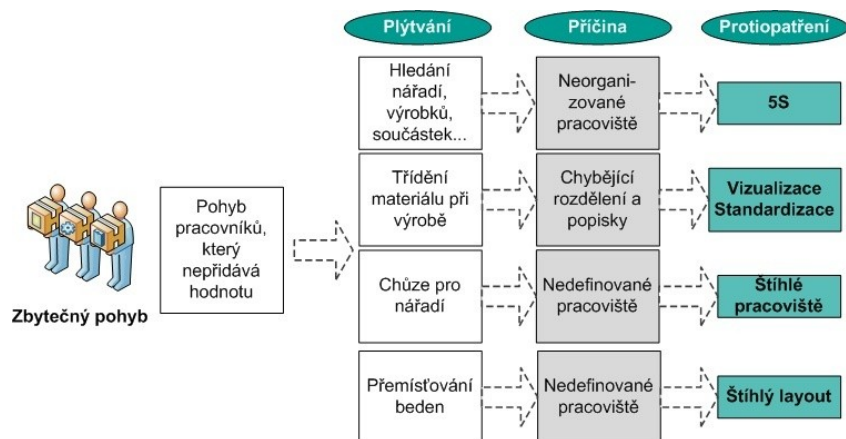 Plýtvání
Příčina
Protiopatření
Hledání
nářadí,
výrobků,
součástek...
Neorgani-
zované
pracoviště
5S
Třídění
materiálu při
výrobě
Chybějící
rozdělení a
popisky
Vizualizace
Standardizace
Pohyb
pracovníků,
který
nepřidává
hodnotu
Zbytečný pohyb
Chůze pro
nářadí
Nedefinované
pracoviště
Štíhlé
pracoviště
Přemísťování
beden
Nedefinované
pracoviště
Štíhlý layout